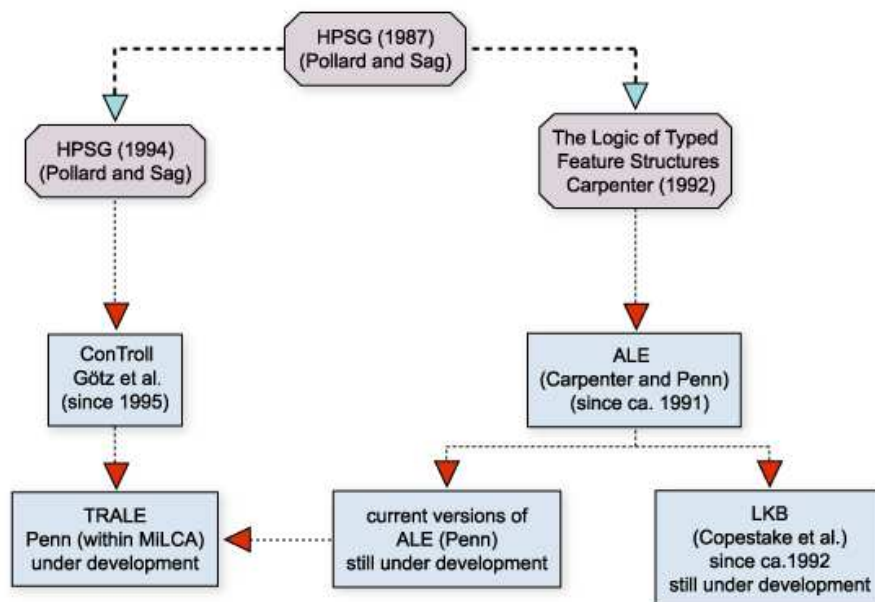 HPSG (1987)
(Pollard and Sag)
HPSG (1994)
(Pollard and Sag)
The Logic of Typed
Feature Structures
Carpenter (1992)
ConTroll
Götz et al.
(since 1995)
ALE
(Carpenter and Penn)
(since ca. 1991)
TRALE
Penn (within MiLCA)
under development
current versions of
ALE (Penn)
still under development
LKB
(Copestake et al.)
since ca.1992
still under development